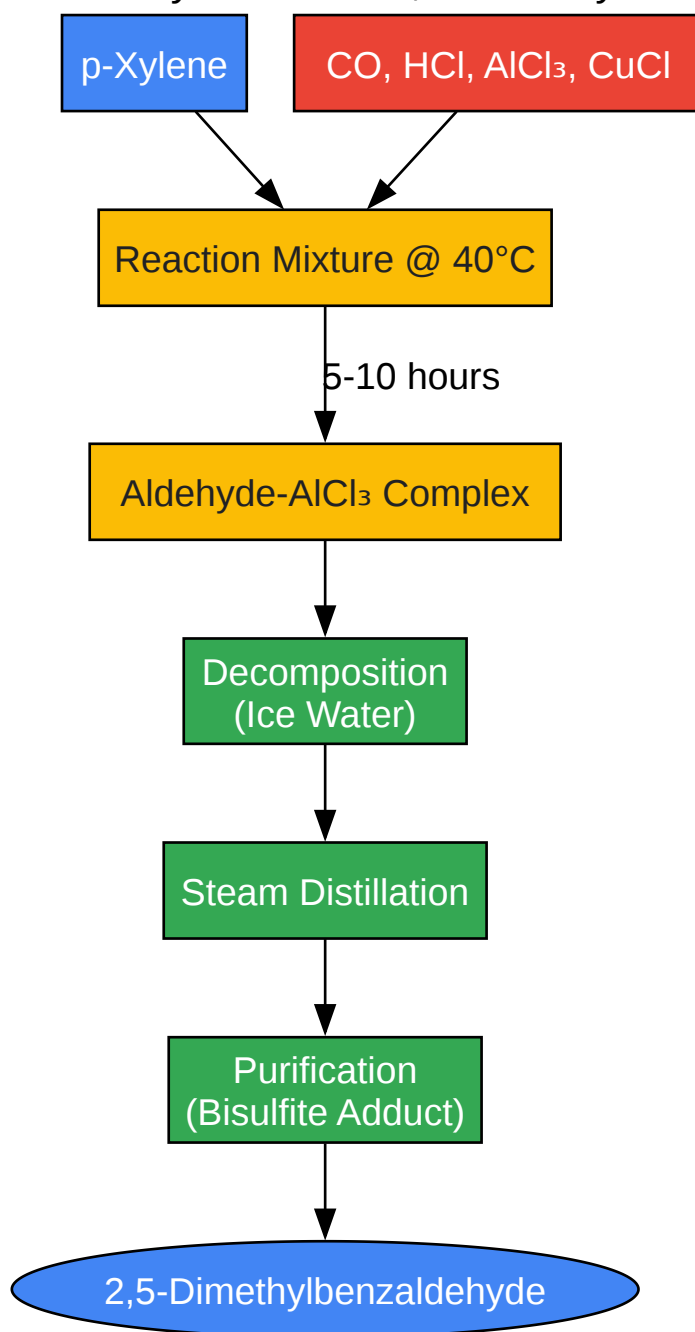 p-Xylene
CO, HCl, AlCl₃, CuCl
Reaction Mixture @ 40°C
5-10 hours
Aldehyde-AlCl₃ Complex
Decomposition
(Ice Water)
Steam Distillation
Purification
(Bisulfite Adduct)
2,5-Dimethylbenzaldehyde